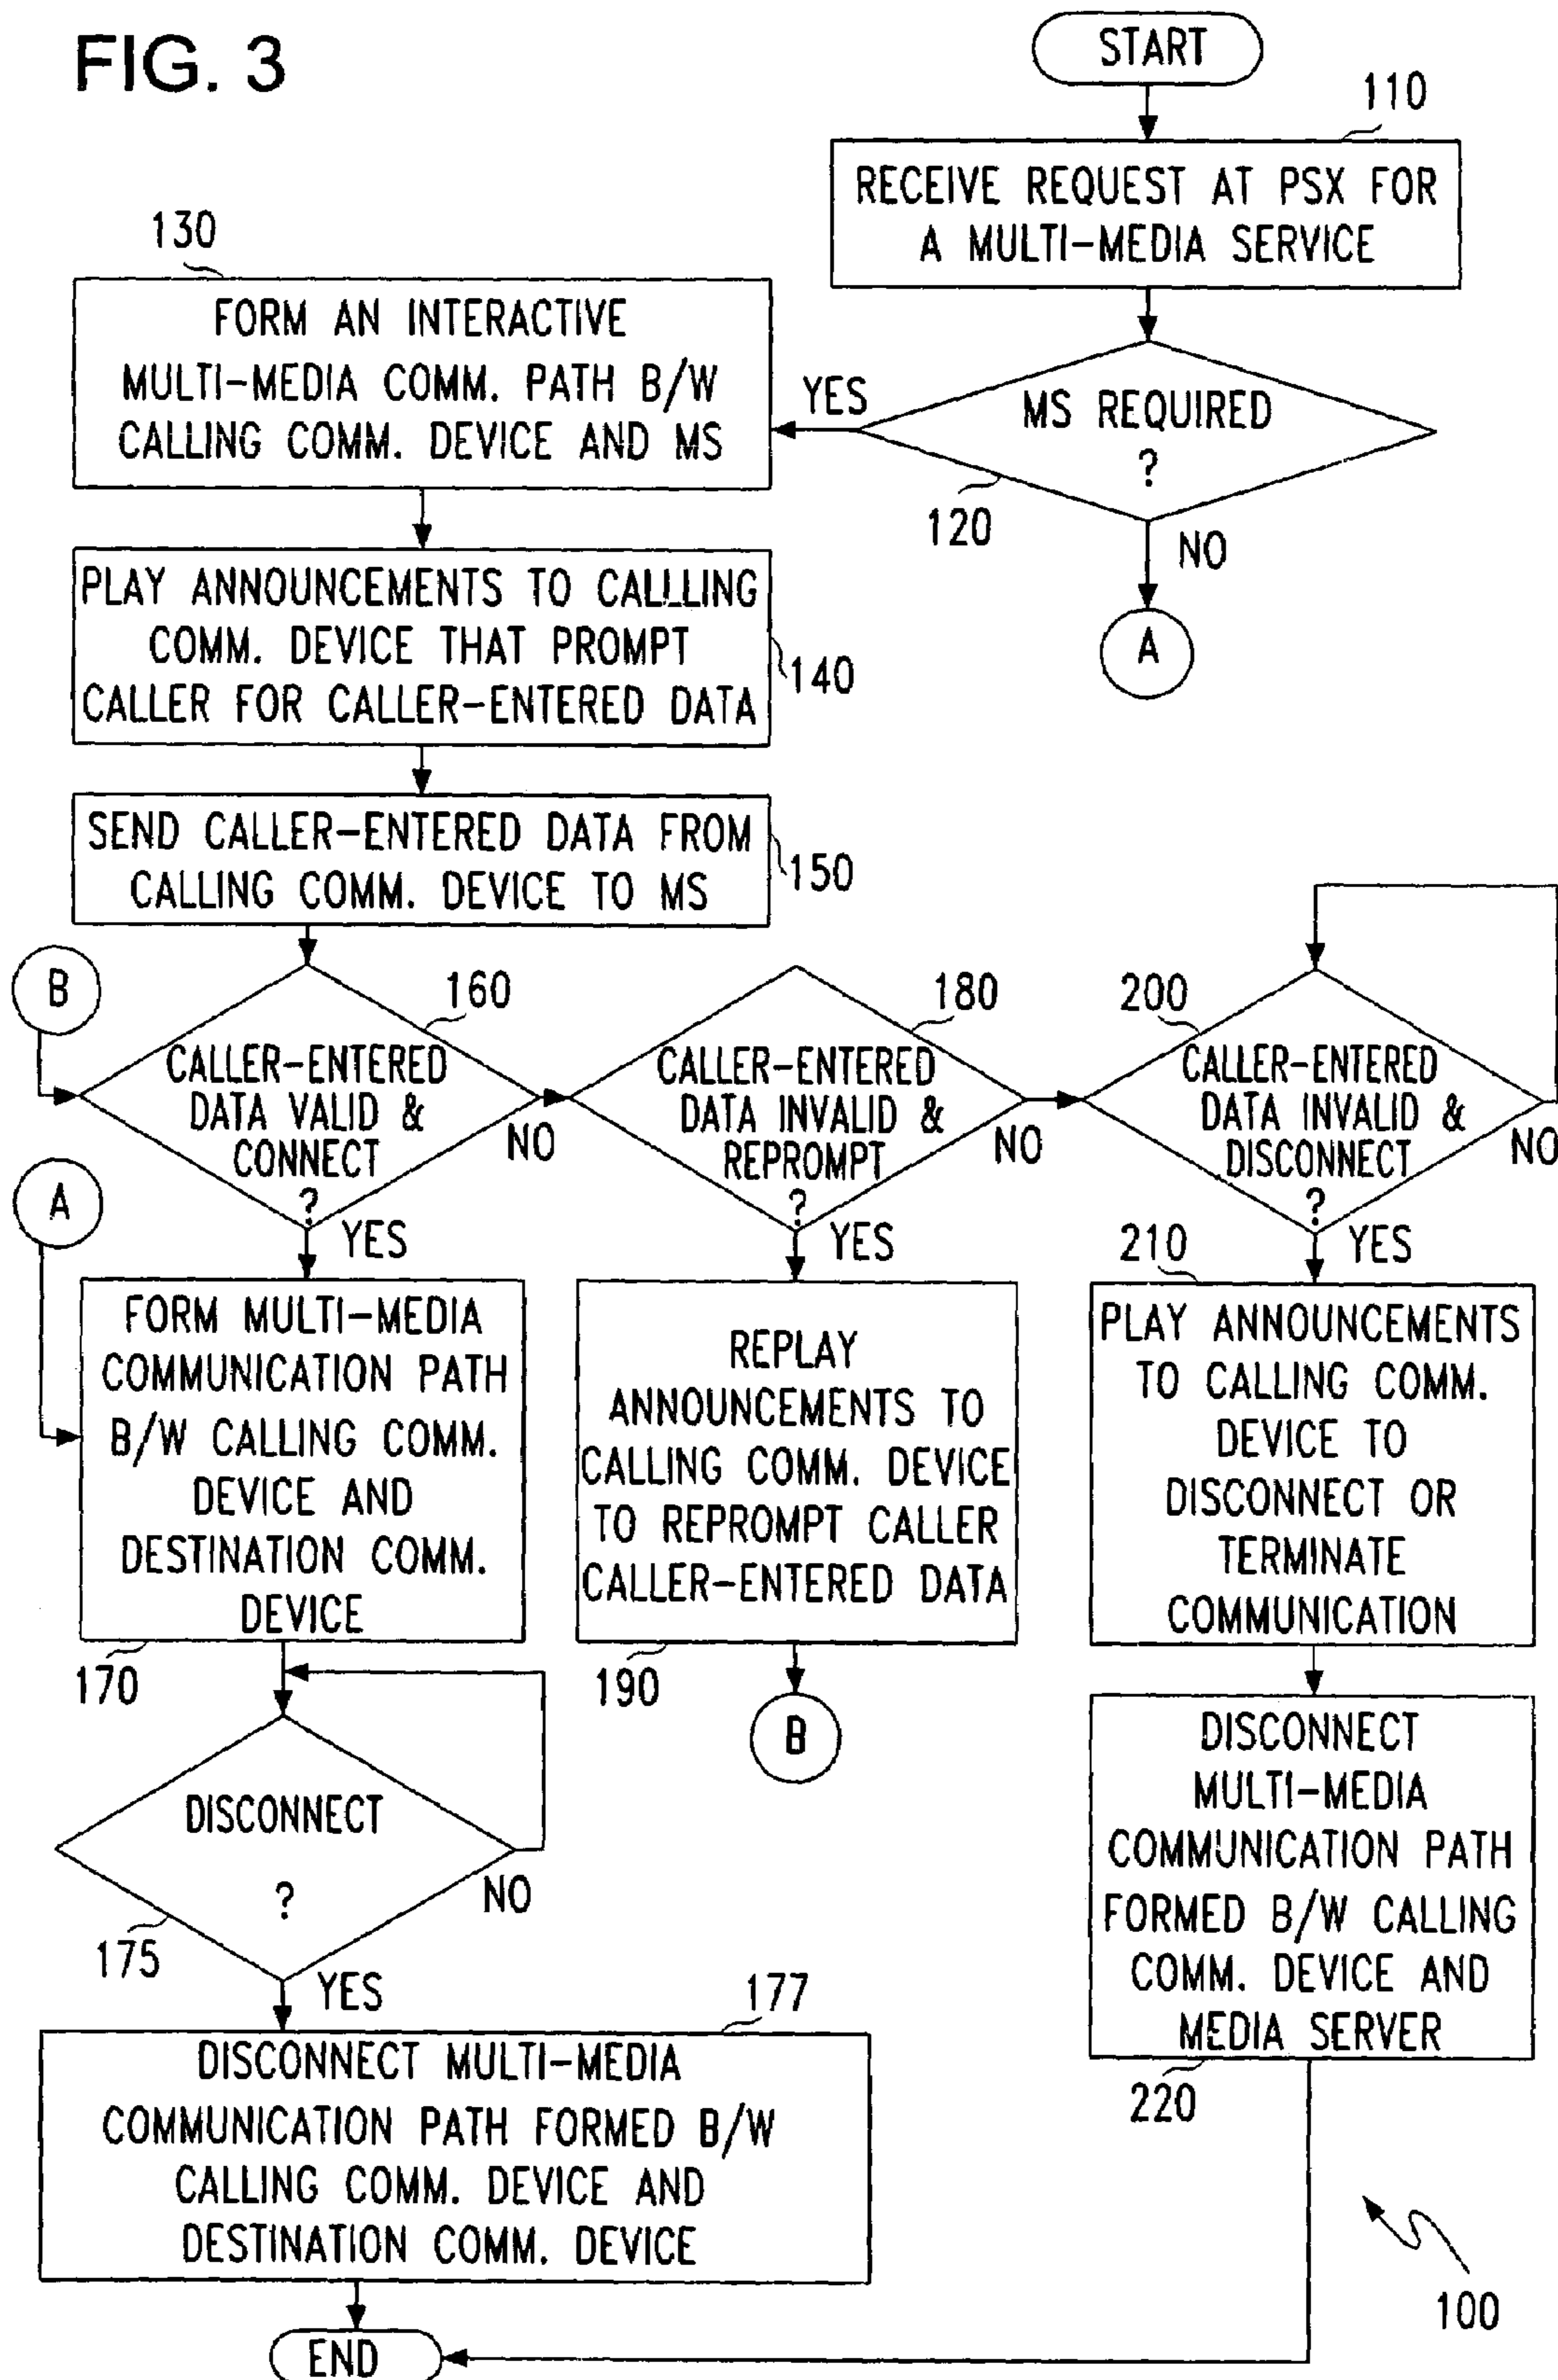 FIG. 3
START
110
RECEIVE REQUEST AT PSX FOR
A MULTI-MEDIA SERVICE
130
FORM AN INTERACTIVE
MULTI-MEDIA COMM. PATH B/W
CALLING COMM. DEVICE AND MS
YES
MS REQUIRED
?
120
NO
A
PLAY ANNOUNCEMENTS TO CALLLING
COMM. DEVICE THAT PROMPT
CALLER FOR CALLER-ENTERED DATA
140
SEND CALLER-ENTERED DATA FROM
CALLING COMM. DEVICE TO MS
150
B
160
CALLER-ENTERED
DATA VALID &
CONNECT
?
NO
YES
180
CALLER-ENTERED
DATA INVALID &
REPROMPT
?
NO
YES
200
CALLER-ENTERED
DATA INVALID &
DISCONNECT
?
NO
YES
A
FORM MULTI-MEDIA
COMMUNICATION PATH
B/W CALLING COMM.
DEVICE AND
DESTINATION COMM.
DEVICE
170
REPLAY
ANNOUNCEMENTS TO
CALLING COMM. DEVICE
TO REPROMPT CALLER
CALLER-ENTERED DATA
190
B
210
PLAY ANNOUNCEMENTS
TO CALLING COMM.
DEVICE TO
DISCONNECT OR
TERMINATE
COMMUNICATION
DISCONNECT
?
NO
175
YES
DISCONNECT
MULTI-MEDIA
COMMUNICATION PATH
FORMED B/W CALLING
COMM. DEVICE AND
MEDIA SERVER
220
177
DISCONNECT MULTI-MEDIA
COMMUNICATION PATH FORMED B/W
CALLING COMM. DEVICE AND
DESTINATION COMM. DEVICE
100
END